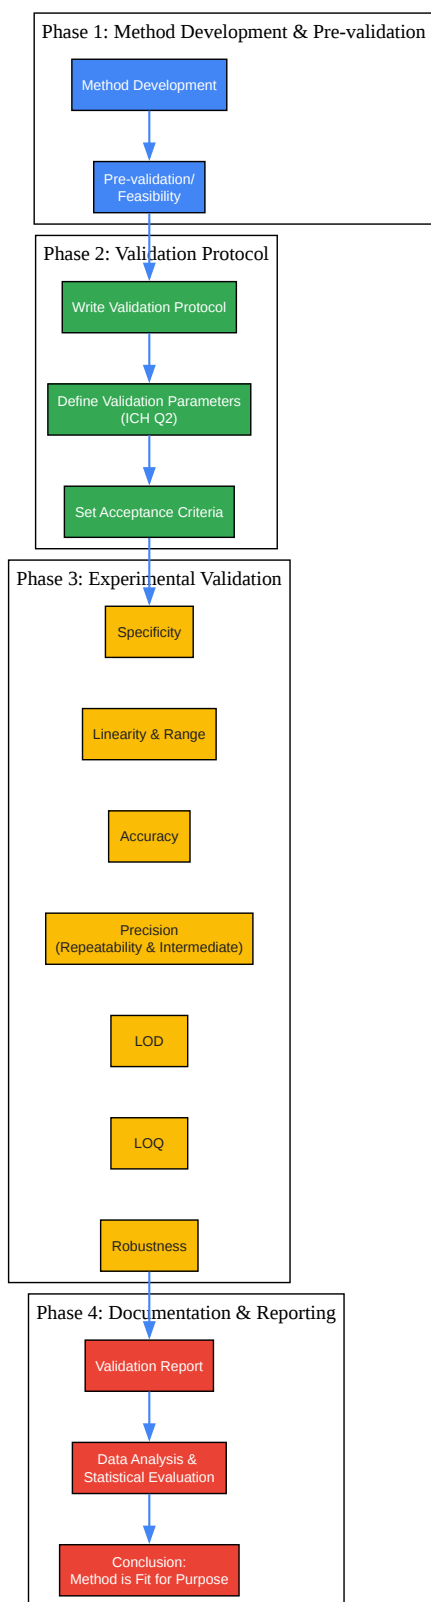 Phase 1: Method Development & Pre-validation
Method Development
Pre-validation/
Feasibility
Phase 2: Validation Protocol
Write Validation Protocol
Define Validation Parameters
(ICH Q2)
Set Acceptance Criteria
Phase 3: Experimental Validation
Specificity
Linearity & Range
Accuracy
Precision
(Repeatability & Intermediate)
LOD
LOQ
Robustness
Phase 4: Documentation & Reporting
Validation Report
Data Analysis &
Statistical Evaluation
Conclusion:
Method is Fit for Purpose